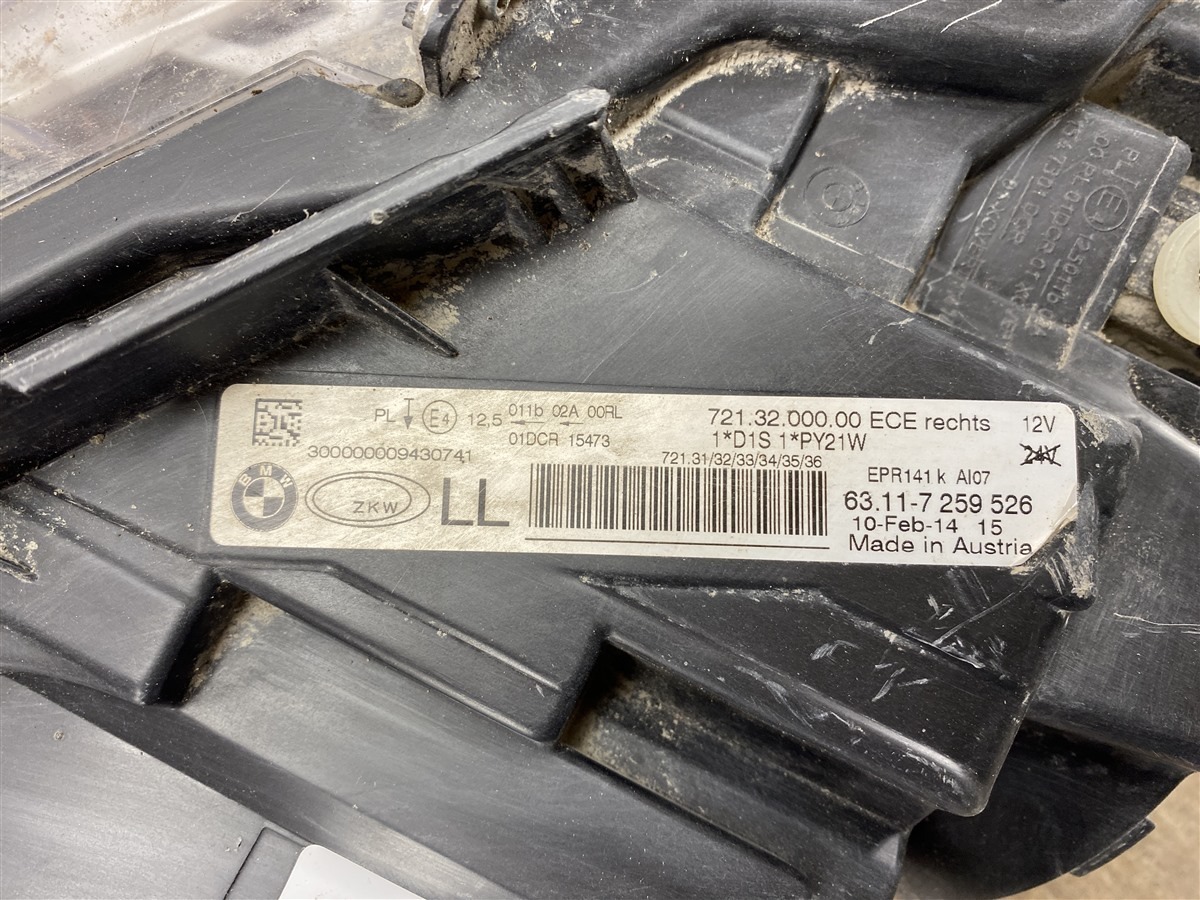 PL E4 12,5 011b 02A 00RL
01DCR 15473
300000009430741
BMW
ZKW
LL
721.32.000.00 ECE rechts 12V
1*D1S 1*PY21W 24V
721.31/32/33/34/35/36
EPR141 k AI07
63.11-7 259 526
10-Feb-14 15
Made in Austria